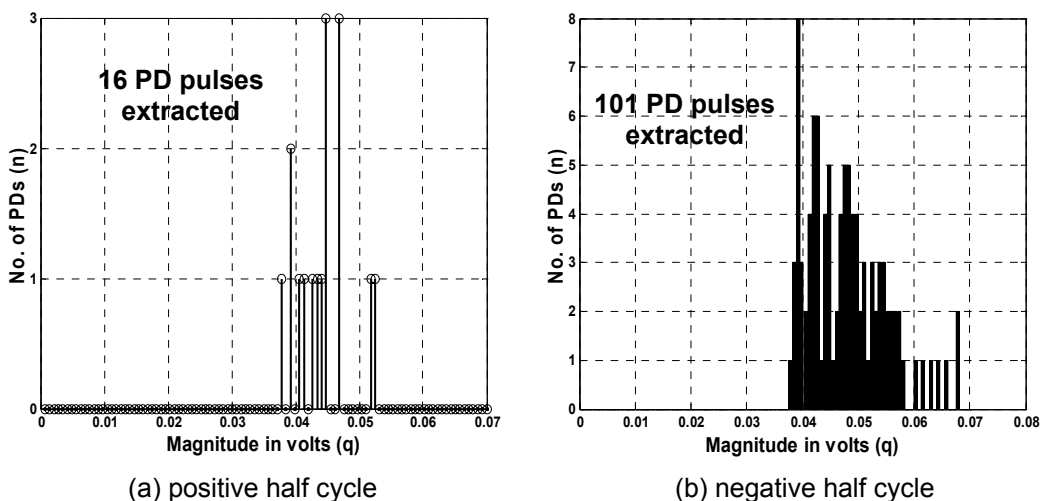 3
2
1
0
No. of PDs (n)
16 PD pulses
extracted
0 0.01 0.02 0.03 0.04 0.05 0.06 0.07
Magnitude in volts (q)
(a) positive half cycle
8
7
6
5
4
3
2
1
0
No. of PDs (n)
101 PD pulses
extracted
0 0.01 0.02 0.03 0.04 0.05 0.06 0.07 0.08
Magnitude in volts (q)
(b) negative half cycle